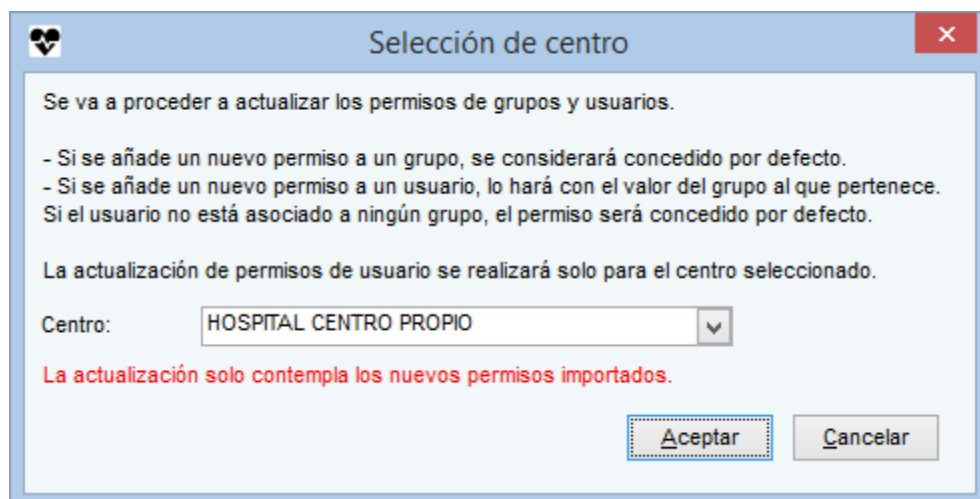 Selección de centro
Se va a proceder a actualizar los permisos de grupos y usuarios.
- Si se añade un nuevo permiso a un grupo, se considerará concedido por defecto.
- Si se añade un nuevo permiso a un usuario, lo hará con el valor del grupo al que pertenece.
Si el usuario no está asociado a ningún grupo, el permiso será concedido por defecto.
La actualización de permisos de usuario se realizará solo para el centro seleccionado.
Centro: HOSPITAL CENTRO PROPIO
La actualización solo contempla los nuevos permisos importados.
Aceptar Cancelar